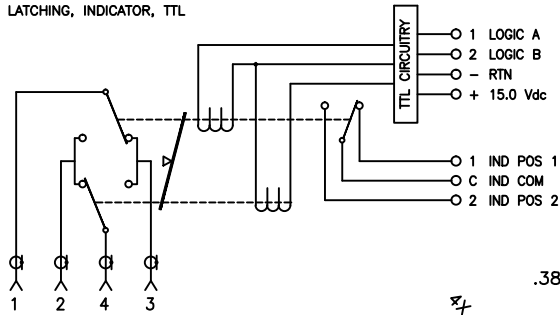 LATCHING, INDICATOR, TTL
TTL CIRCUITRY
1 LOGIC A
2 LOGIC B
– RTN
+ 15.0 Vdc
1 IND POS 1
C IND COM
2 IND POS 2
1 2 4 3
.38